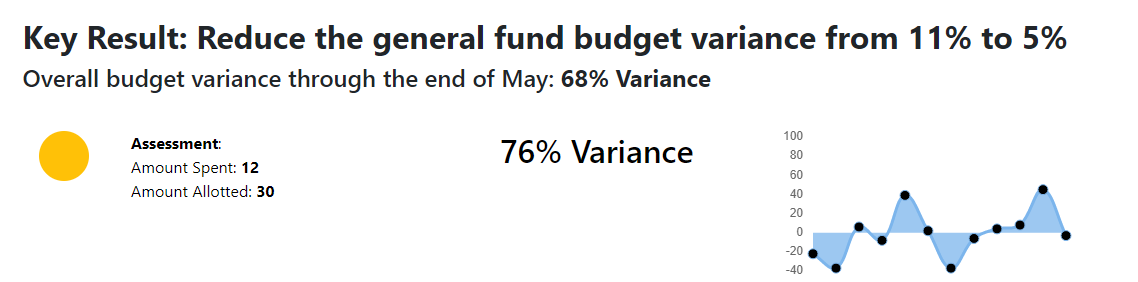 Key Result: Reduce the general fund budget variance from 11% to 5%
Overall budget variance through the end of May: 68% Variance
Assessment:
Amount Spent: 12
Amount Allotted: 30
76% Variance
100
80
60
40
20
0
-20
-40